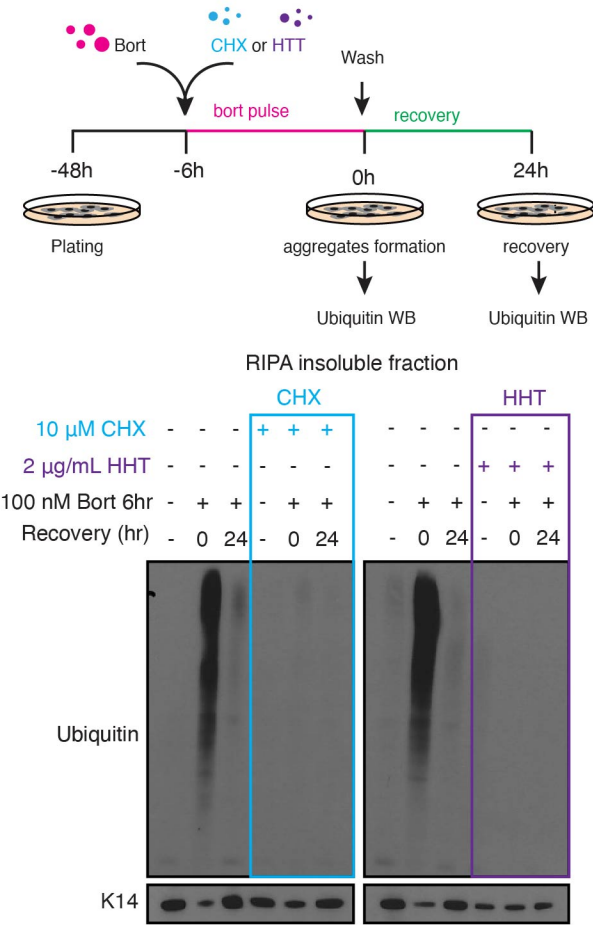 Bort
CHX or HTT
Wash
bort pulse
recovery
-48h
-6h
0h
24h
Plating
aggregates formation
recovery
Ubiquitin WB
Ubiquitin WB
RIPA insoluble fraction
CHX
HHT
10 µM CHX - - - + + + - - - - - -
2 µg/mL HHT - - - - - - - - - + + +
100 nM Bort 6hr - + + - + + - + + - + +
Recovery (hr) - 0 24 - 0 24 - 0 24 - 0 24
Ubiquitin
K14